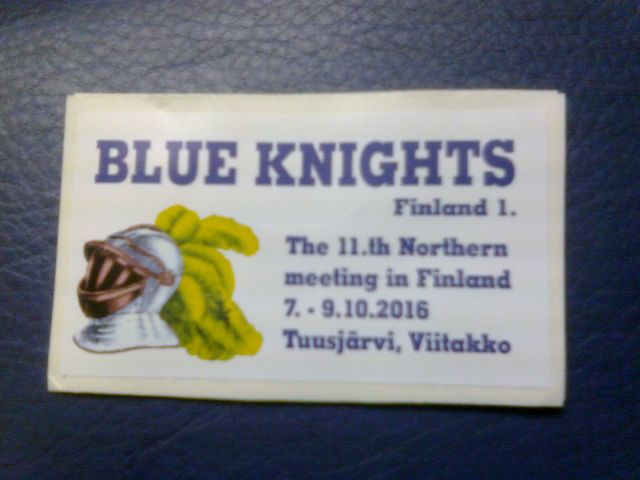 BLUE KNIGHTS
Finland 1.
The 11.th Northern
meeting in Finland
7. - 9.10.2016
Tuusjärvi, Viitakko